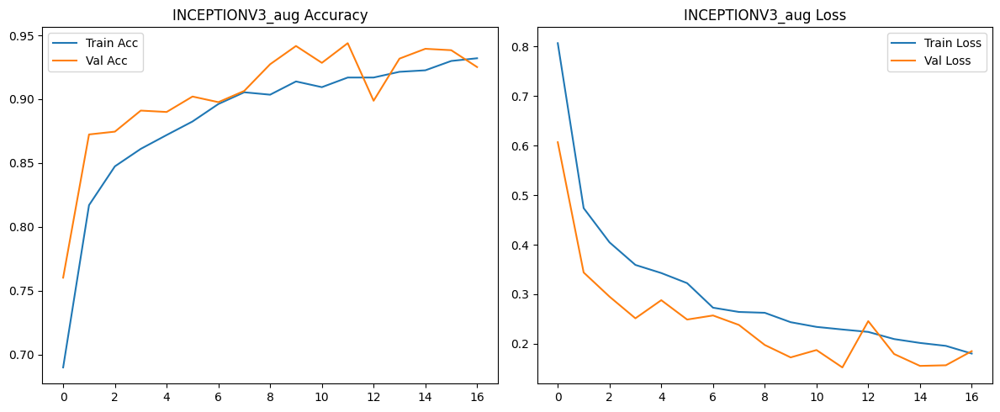 INCEPTIONV3_aug Accuracy
Train Acc
Val Acc
0.95
0.90
0.85
0.80
0.75
0.70
0 2 4 6 8 10 12 14 16
INCEPTIONV3_aug Loss
Train Loss
Val Loss
0.8
0.7
0.6
0.5
0.4
0.3
0.2
0 2 4 6 8 10 12 14 16